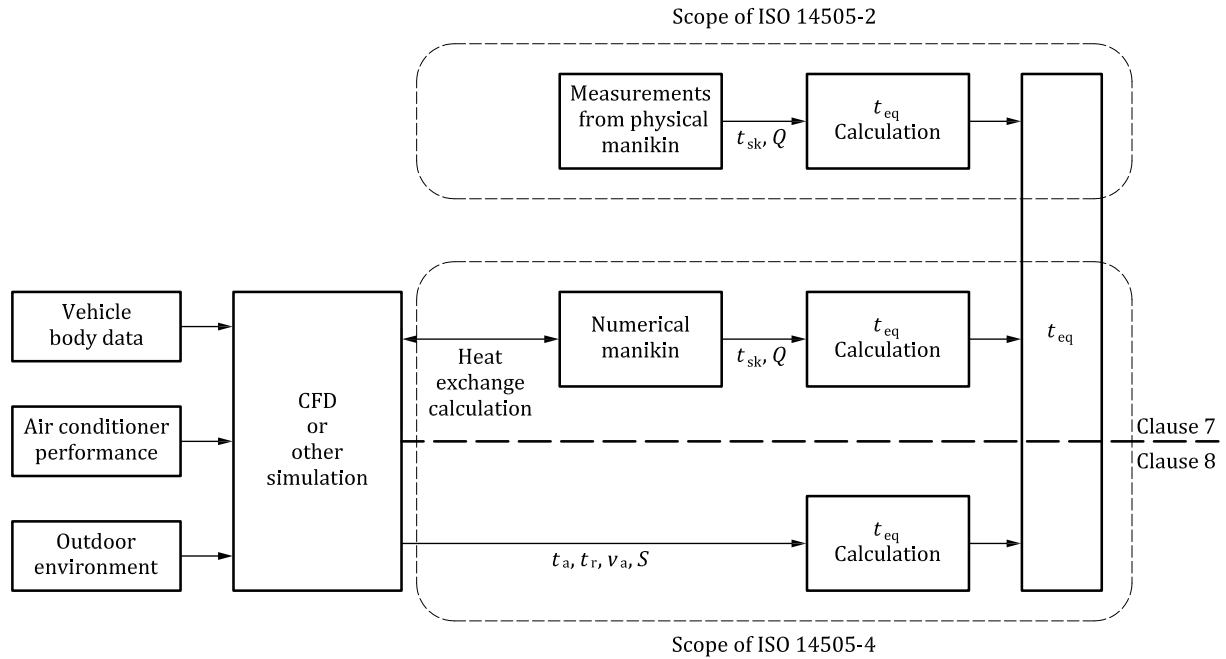 Scope of ISO 14505-2
Measurements
from physical
manikin
t_sk, Q
t_eq
Calculation
Vehicle
body data
Air conditioner
performance
Outdoor
environment
CFD
or
other
simulation
Heat
exchange
calculation
Numerical
manikin
t_sk, Q
t_eq
Calculation
t_eq
Clause 7
Clause 8
t_a, t_r, v_a, S
t_eq
Calculation
Scope of ISO 14505-4